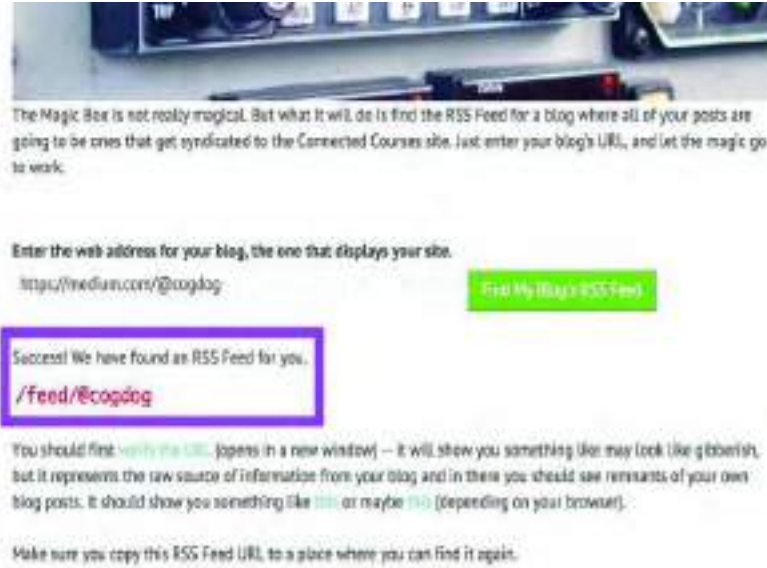 The Magic Box is not really magical. But what it will do is find the RSS Feed for a blog where all of your posts are
going to be ones that get syndicated to the Connected Courses site. Just enter your blog's URL, and let the magic go
to work.
Enter the web address for your blog, the one that displays your site.
https://medium.com/@cogdog
Find My Blog's RSS Feed
Success! We have found an RSS Feed for you.
/feed/@cogdog
You should first verify the URL (opens in a new window) -- it will show you something like may look like gibberish,
but it represents the raw source of information from your blog and in there you should see remnants of your own
blog posts. It should show you something like this or maybe this (depending on your browser).
Make sure you copy this RSS Feed URL to a place where you can find it again.